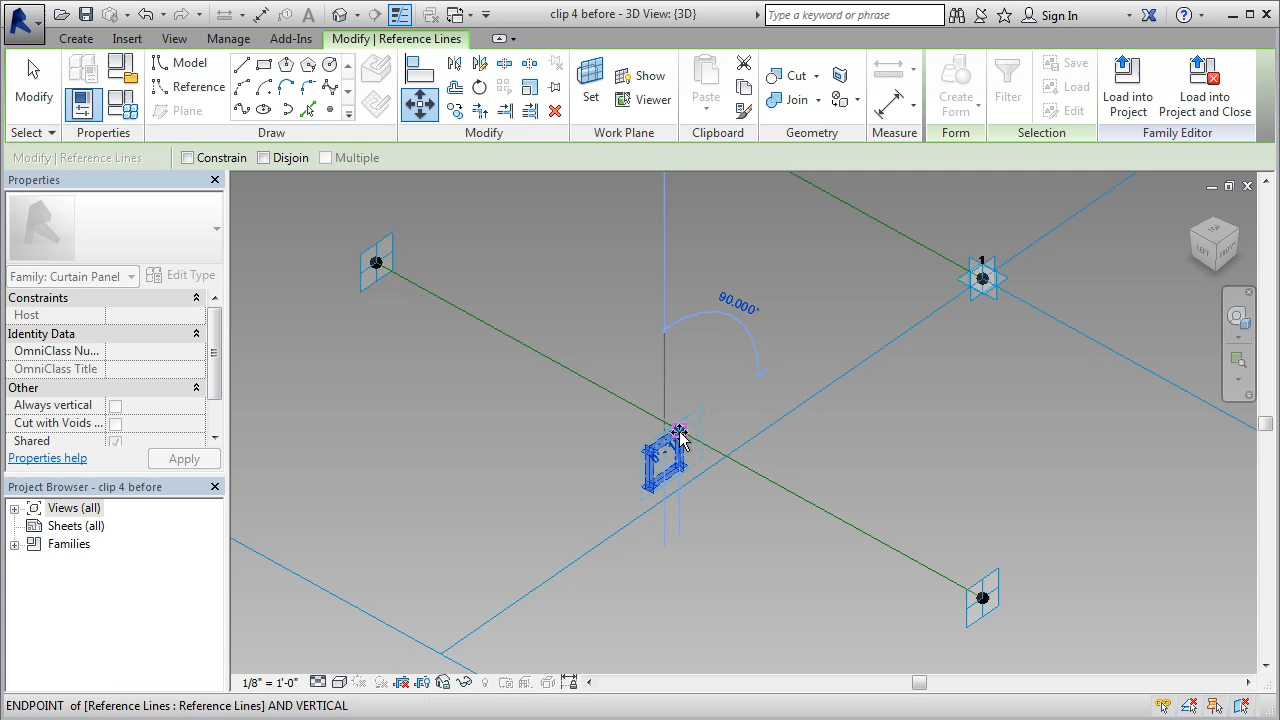 clip 4 before - 3D View: {3D}
Type a keyword or phrase
Sign In
Create
Insert
View
Manage
Add-Ins
Modify | Reference Lines
Modify
Model
Reference
Plane
Set
Show
Viewer
Paste
Cut
Join
Create
Form
Filter
Save
Load
Edit
Load into
Project
Load into
Project and Close
Select
Properties
Draw
Modify
Work Plane
Clipboard
Geometry
Measure
Form
Selection
Family Editor
Modify | Reference Lines
Constrain
Disjoin
Multiple
Properties
Family: Curtain Panel
Edit Type
Constraints
Host
Identity Data
OmniClass Nu...
OmniClass Title
Other
Always vertical
Cut with Voids ...
Shared
Properties help
Apply
Project Browser - clip 4 before
Views (all)
Sheets (all)
Families
1
90.000°
TOP
LEFT
FRONT
1/8" = 1'-0"
ENDPOINT of [Reference Lines : Reference Lines] AND VERTICAL